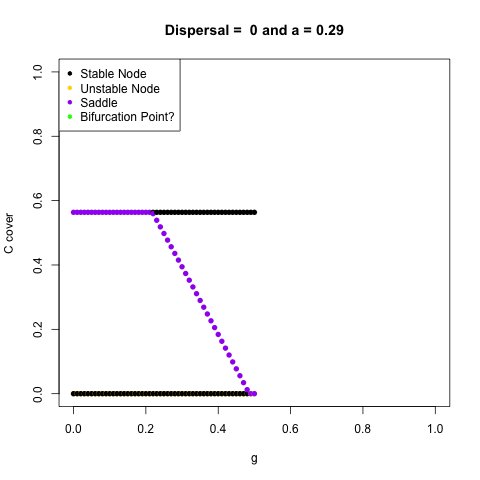 Dispersal =  0 and a = 0.29
Stable Node
Unstable Node
Saddle
Bifurcation Point?
C cover
1.0
0.8
0.6
0.4
0.2
0.0
0.0 0.2 0.4 0.6 0.8 1.0
g